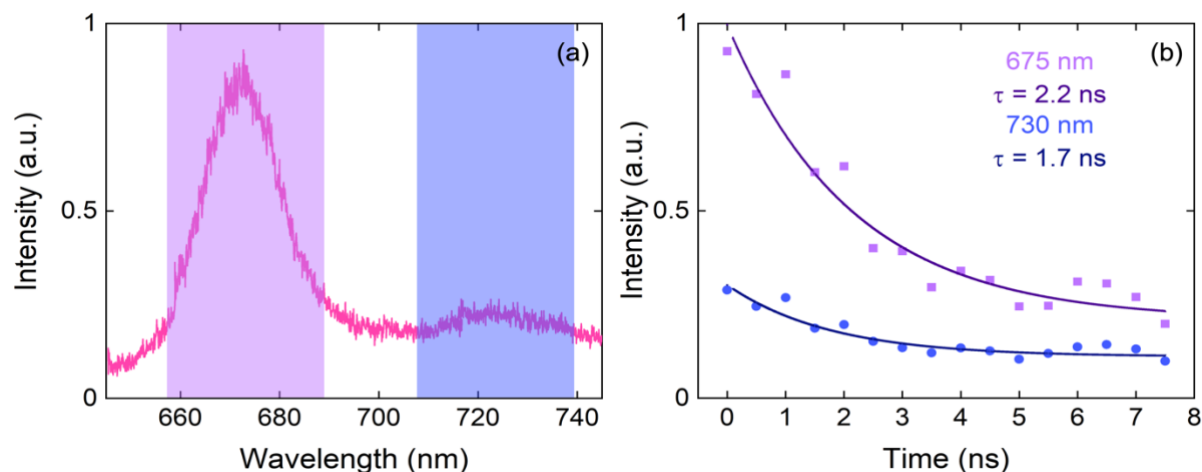 (a)
Intensity (a.u.)
1
0.5
0
660
680
700
720
740
Wavelength (nm)
(b)
675 nm
τ = 2.2 ns
730 nm
τ = 1.7 ns
Intensity (a.u.)
1
0.5
0
0
1
2
3
4
5
6
7
8
Time (ns)